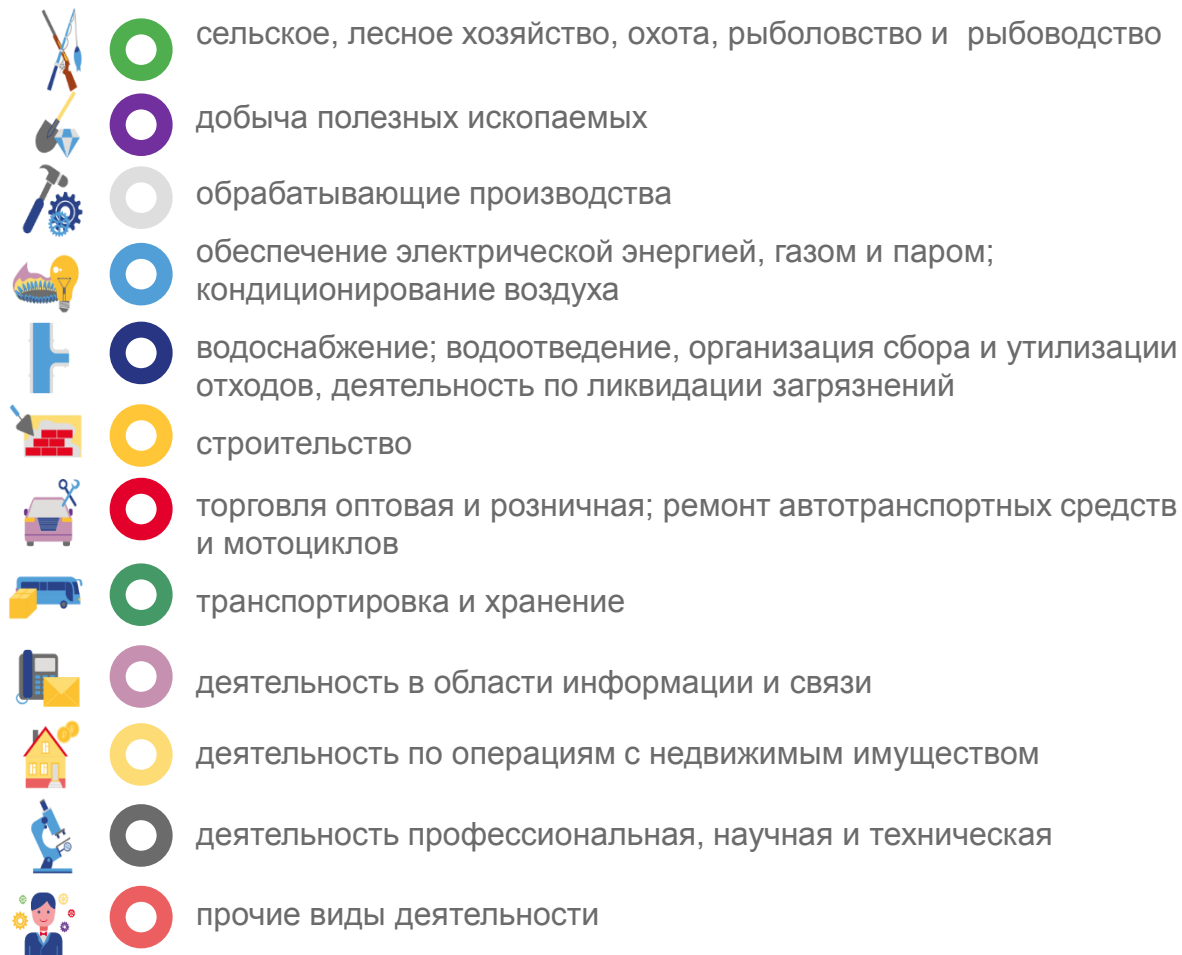 сельское, лесное хозяйство, охота, рыболовство и рыбоводство
добыча полезных ископаемых
обрабатывающие производства
обеспечение электрической энергией, газом и паром;
кондиционирование воздуха
водоснабжение; водоотведение, организация сбора и утилизации
отходов, деятельность по ликвидации загрязнений
строительство
торговля оптовая и розничная; ремонт автотранспортных средств
и мотоциклов
транспортировка и хранение
деятельность в области информации и связи
деятельность по операциям с недвижимым имуществом
деятельность профессиональная, научная и техническая
прочие виды деятельности